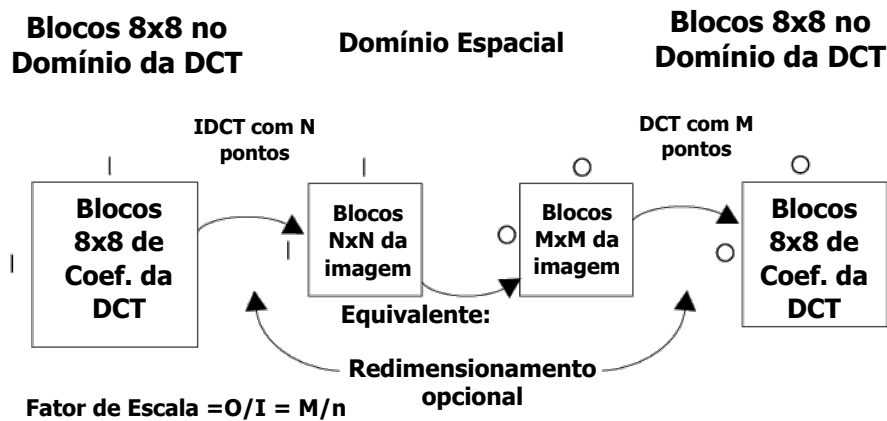 Blocos 8x8 no
Domínio da DCT
Domínio Espacial
Blocos 8x8 no
Domínio da DCT
IDCT com N
pontos
DCT com M
pontos
I
I
O
O
Blocos
8x8 de
Coef. da
DCT
I
Blocos
NxN da
imagem
I
O
Blocos
MxM da
imagem
O
Blocos
8x8 de
Coef. da
DCT
Equivalente:
Redimensionamento
opcional
Fator de Escala =O/I = M/n